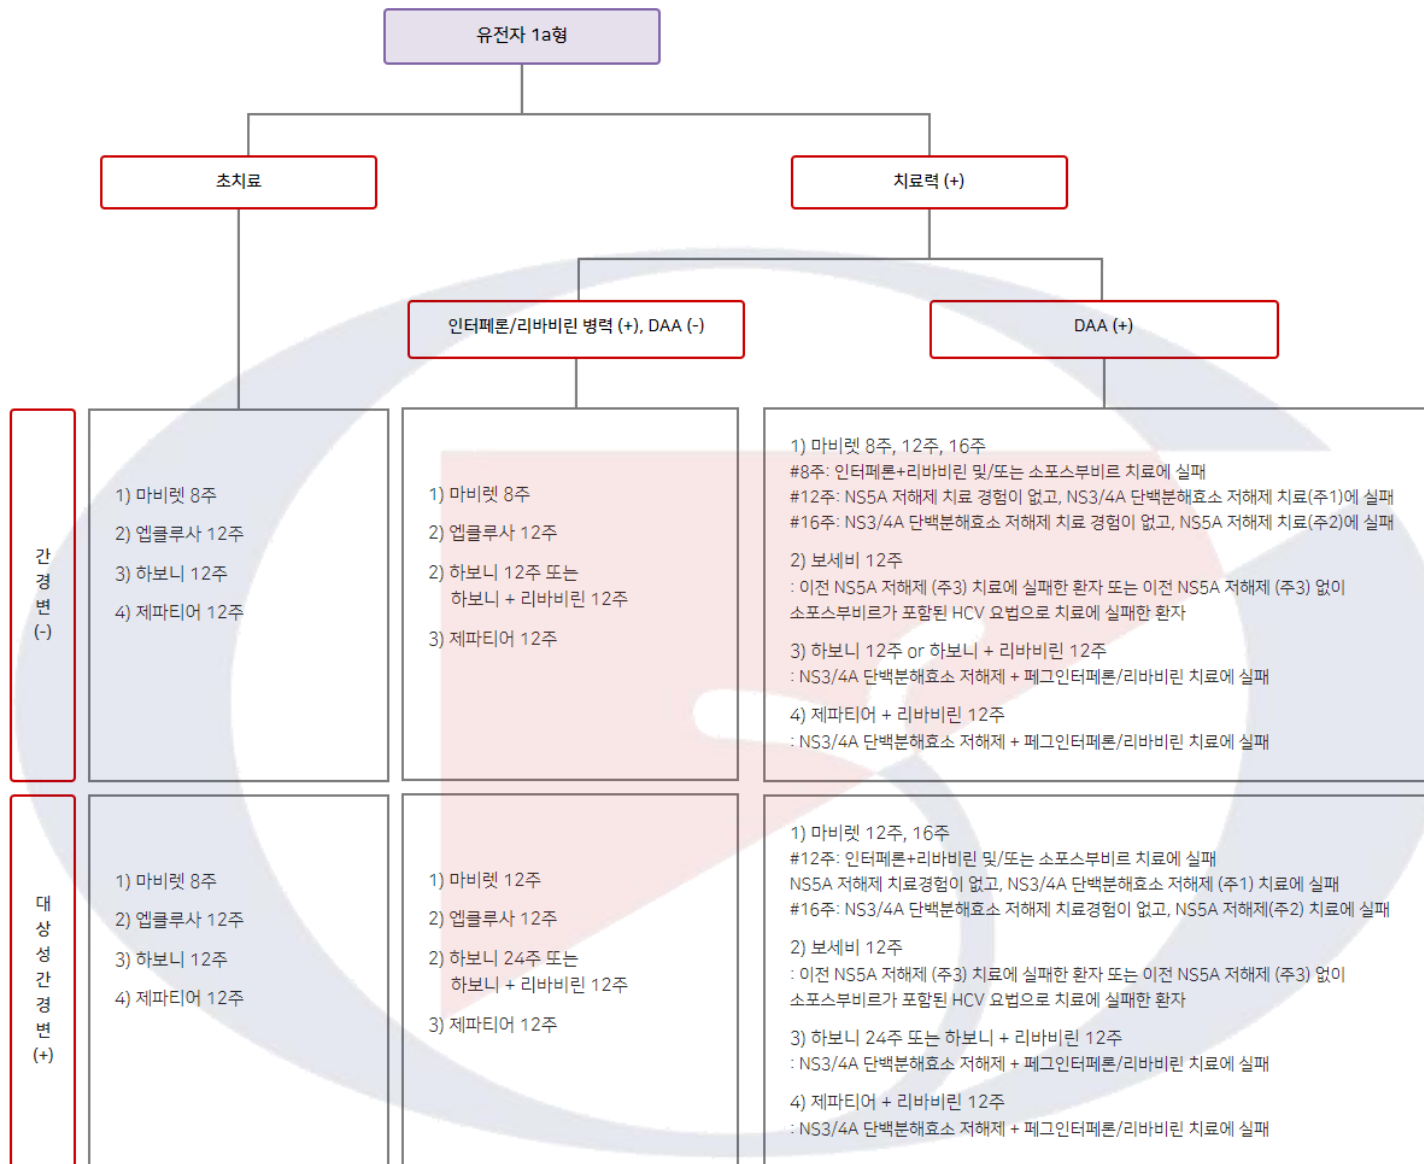 유전자 1a형
초치료
치료력 (+)
인터페론/리바비린 병력 (+), DAA (-)
DAA (+)
간
경
변
(-)
1) 마비렛 8주
2) 엡클루사 12주
3) 하보니 12주
4) 제파티어 12주
1) 마비렛 8주
2) 엡클루사 12주
2) 하보니 12주 또는
하보니 + 리바비린 12주
3) 제파티어 12주
1) 마비렛 8주, 12주, 16주
#8주: 인터페론+리바비린 및/또는 소포스부비르 치료에 실패
#12주: NS5A 저해제 치료 경험이 없고, NS3/4A 단백분해효소 저해제 치료(주1)에 실패
#16주: NS3/4A 단백분해효소 저해제 치료 경험이 없고, NS5A 저해제 치료(주2)에 실패
2) 보세비 12주
: 이전 NS5A 저해제 (주3) 치료에 실패한 환자 또는 이전 NS5A 저해제 (주3) 없이
소포스부비르가 포함된 HCV 요법으로 치료에 실패한 환자
3) 하보니 12주 or 하보니 + 리바비린 12주
: NS3/4A 단백분해효소 저해제 + 페그인터페론/리바비린 치료에 실패
4) 제파티어 + 리바비린 12주
: NS3/4A 단백분해효소 저해제 + 페그인터페론/리바비린 치료에 실패
대
상
성
간
경
변
(+)
1) 마비렛 8주
2) 엡클루사 12주
3) 하보니 12주
4) 제파티어 12주
1) 마비렛 12주
2) 엡클루사 12주
2) 하보니 24주 또는
하보니 + 리바비린 12주
3) 제파티어 12주
1) 마비렛 12주, 16주
#12주: 인터페론+리바비린 및/또는 소포스부비르 치료에 실패
NS5A 저해제 치료경험이 없고, NS3/4A 단백분해효소 저해제 (주1) 치료에 실패
#16주: NS3/4A 단백분해효소 저해제 치료경험이 없고, NS5A 저해제(주2) 치료에 실패
2) 보세비 12주
: 이전 NS5A 저해제 (주3) 치료에 실패한 환자 또는 이전 NS5A 저해제 (주3) 없이
소포스부비르가 포함된 HCV 요법으로 치료에 실패한 환자
3) 하보니 24주 또는 하보니 + 리바비린 12주
: NS3/4A 단백분해효소 저해제 + 페그인터페론/리바비린 치료에 실패
4) 제파티어 + 리바비린 12주
: NS3/4A 단백분해효소 저해제 + 페그인터페론/리바비린 치료에 실패